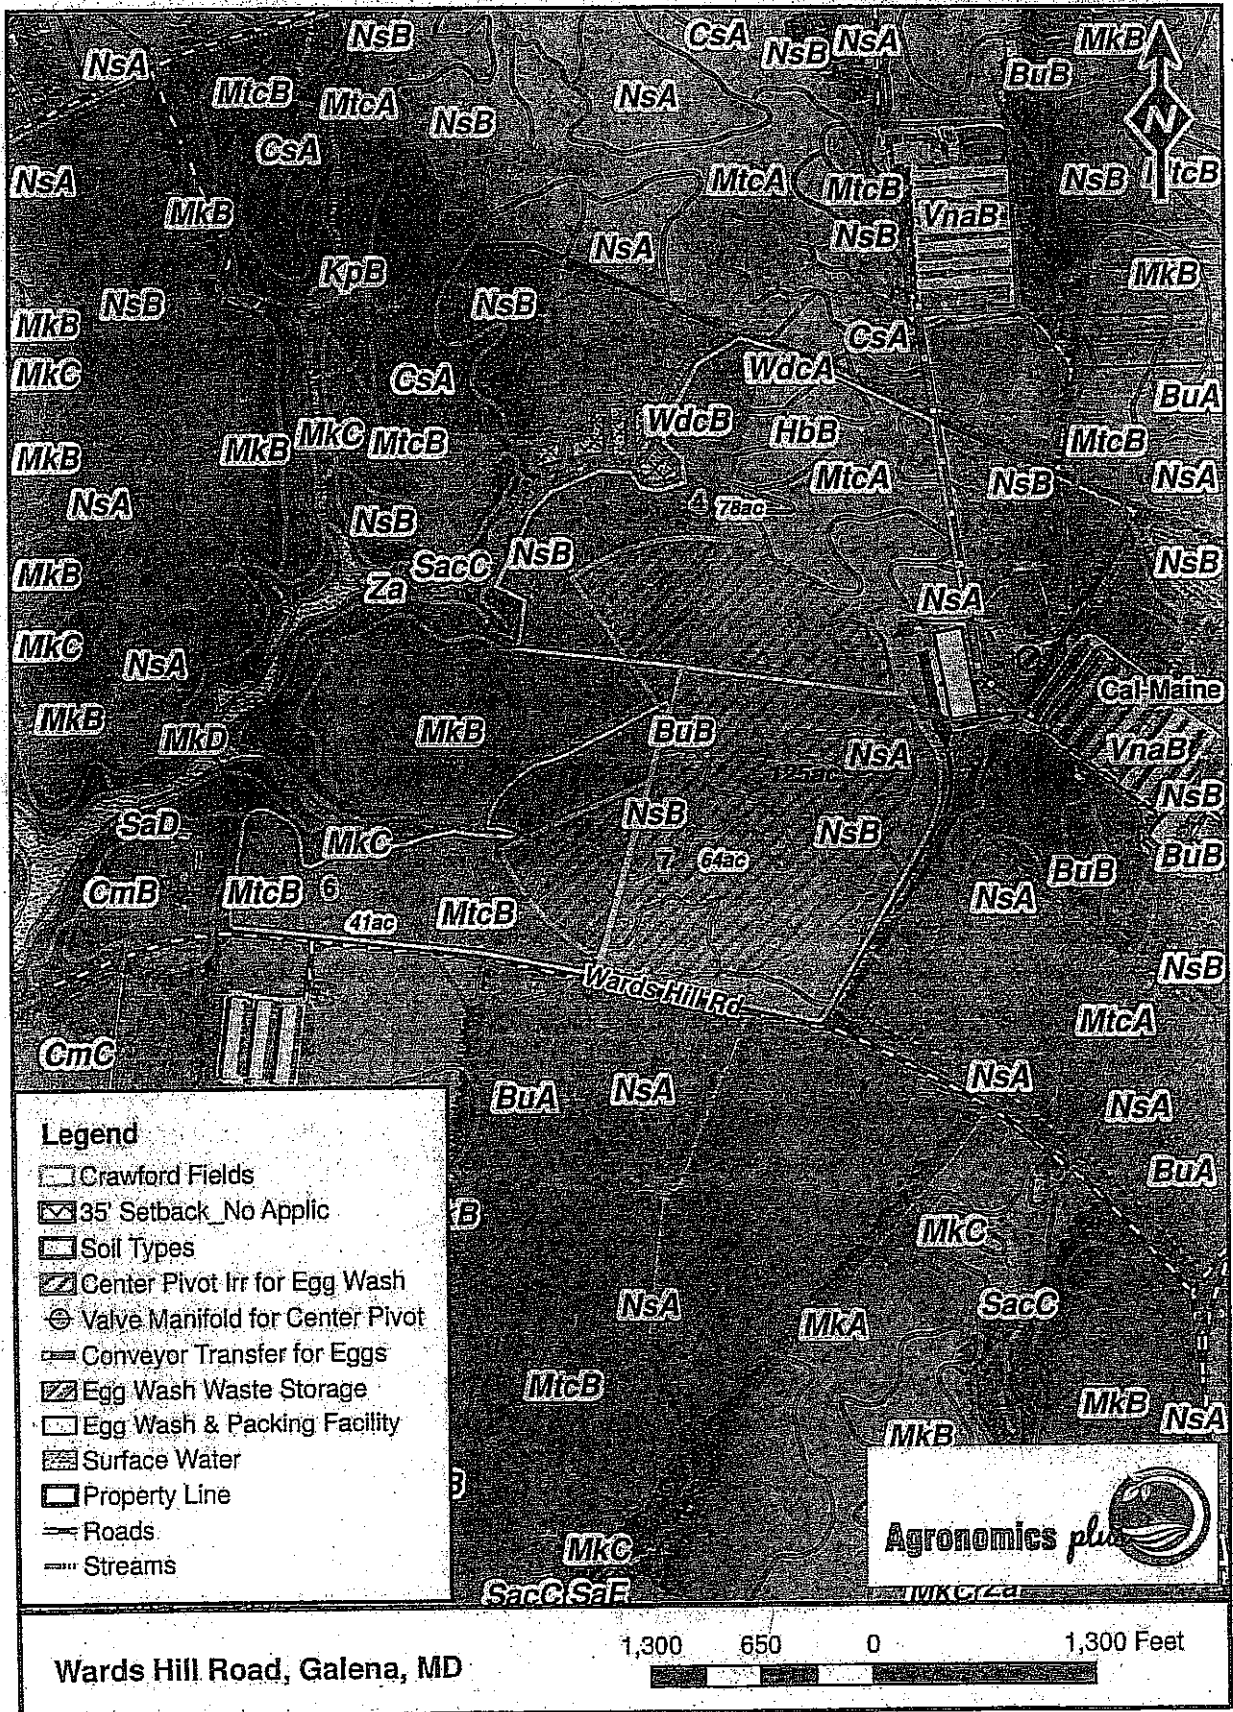 NsB CsA NsB NsA MkB
NsA BuB
MtcB MtcA NsA
NsB
CsA
NsA MtcA MtcB NsB tcB
MkB VnaB
NsA NsB
KpB MkB
NsB NsB
MkB
CsA
MkC CsA WdcA
BuA
WdcB HbB
MkB MkC MtcB MtcB
MkB
NsA MtcA NsB NsA
4 78ac
NsB NsB
NsB
MkB SacC
Za NsA
MkC
NsA Cal-Maine
MkB MkD MkB BuB
NsA VnaB
NsB
NsB NsB
SaD MkC
7 64ac BuB BuB
CmB MtcB 6 MtcB NsA
41ac
NsB
Wards Hill Rd
MtcA
CmC
BuA NsA NsA
NsA
BuA
MkC
SacC
NsA MkA
MtcB
MkB NsA
MkB
MkC
SacC SaF MkC Za
Legend
Crawford Fields
35' Setback_No Applic
Soil Types
Center Pivot Irr for Egg Wash
Valve Manifold for Center Pivot
Conveyor Transfer for Eggs
Egg Wash Waste Storage
Egg Wash & Packing Facility
Surface Water
Property Line
Roads
Streams
N
Agronomics plus
Wards Hill Road, Galena, MD
1,300 650 0 1,300 Feet